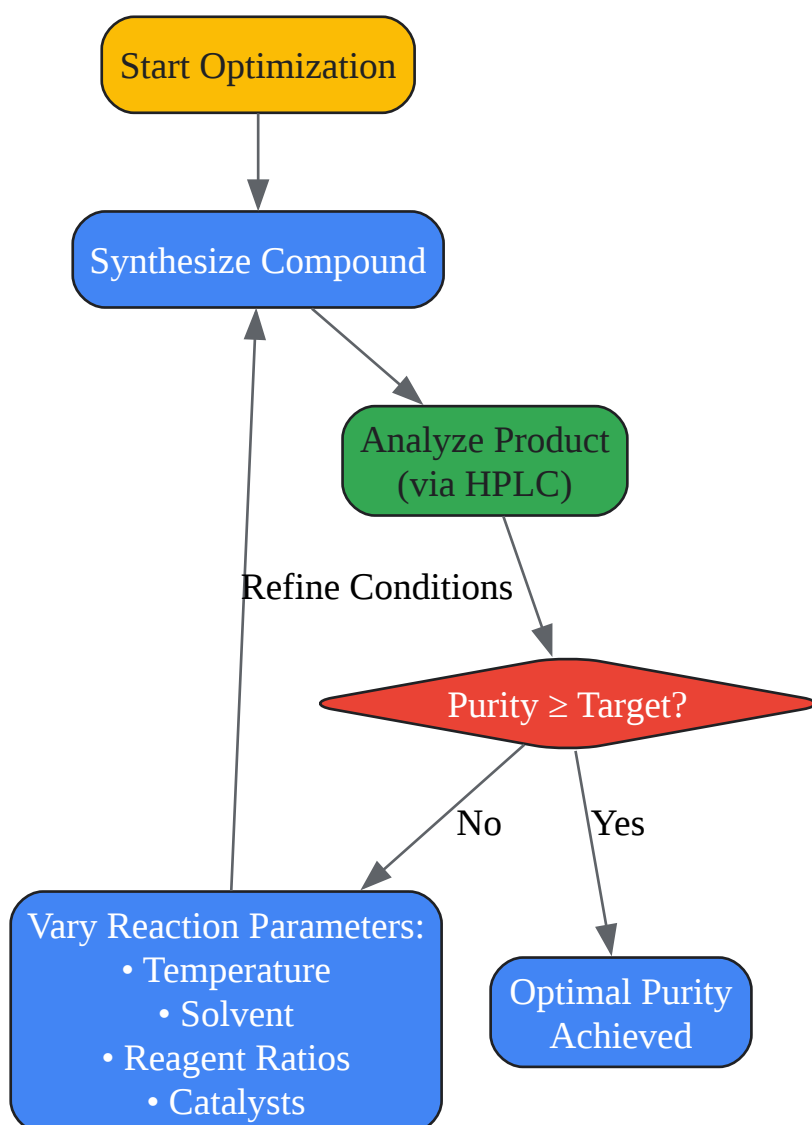 Start Optimization
Synthesize Compound
Analyze Product
(via HPLC)
Refine Conditions
Purity ≥ Target?
No
Yes
Vary Reaction Parameters:
• Temperature
• Solvent
• Reagent Ratios
• Catalysts
Optimal Purity
Achieved